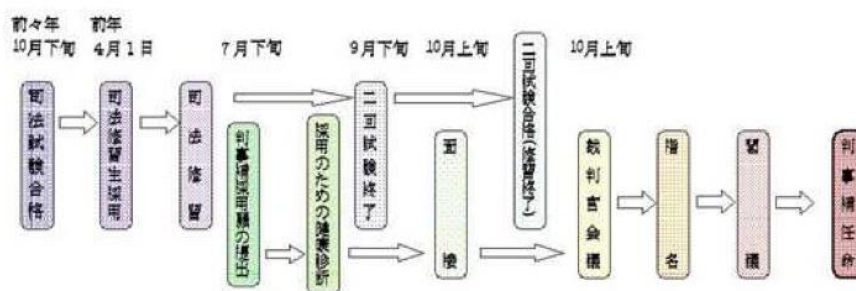 前々年
10月下旬
前年
4月1日
7月下旬
9月下旬
10月上旬
10月上旬
司法試験合格
司法修習生採用
司法修習
判事補採用願の提出
採用のための健康診断
二回試験終了
面接
二回試験合格(修習終了)
裁判官会議
指名
閣議
判事補任命